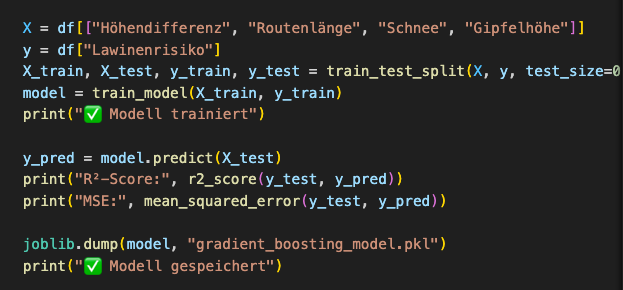 X = df[["Höhendifferenz", "Routenlänge", "Schnee", "Gipfelhöhe"]]
y = df["Lawinenrisiko"]
X_train, X_test, y_train, y_test = train_test_split(X, y, test_size=0
model = train_model(X_train, y_train)
print("✅ Modell trainiert")
y_pred = model.predict(X_test)
print("R²-Score:", r2_score(y_test, y_pred))
print("MSE:", mean_squared_error(y_test, y_pred))
joblib.dump(model, "gradient_boosting_model.pkl")
print("✅ Modell gespeichert")